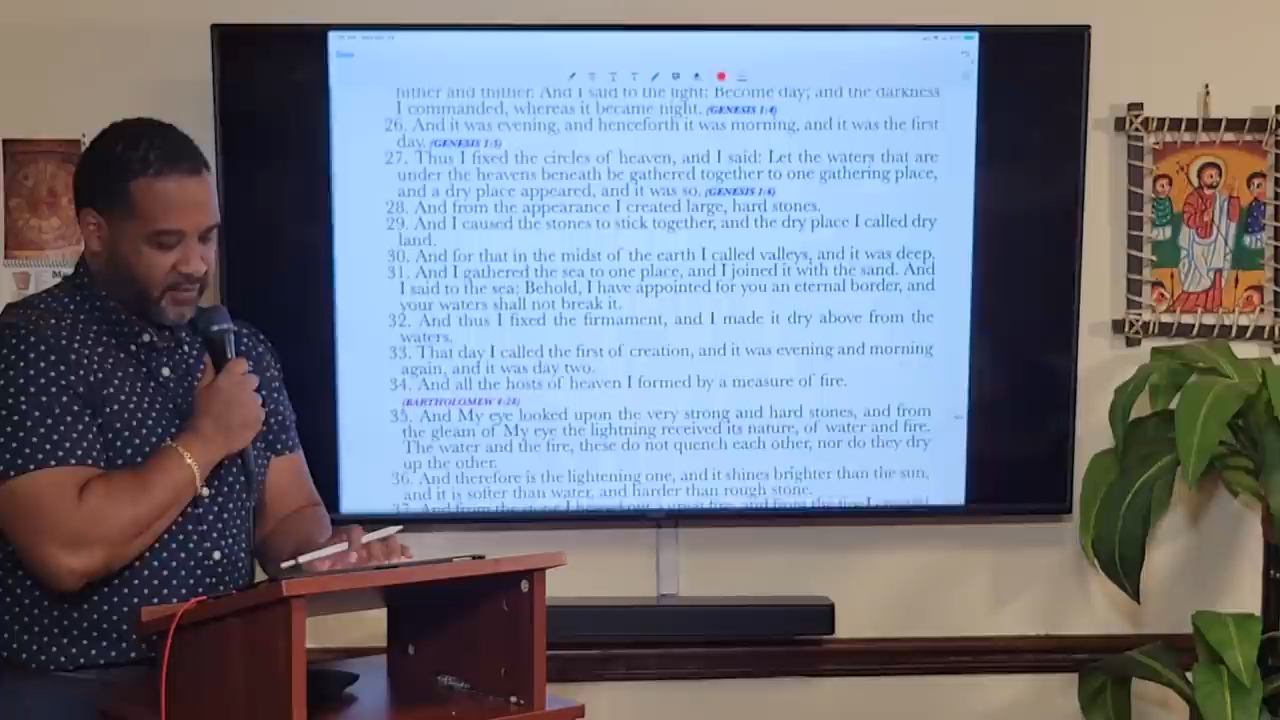 hither and thither. And I said to the light: Become day; and the darkness
I commanded, whereas it became night. (GENESIS 1:4)
26. And it was evening, and henceforth it was morning, and it was the first
day. (GENESIS 1:5)
27. Thus I fixed the circles of heaven, and I said: Let the waters that are
under the heavens beneath be gathered together to one gathering place,
and a dry place appeared, and it was so. (GENESIS 1:6)
28. And from the appearance I created large, hard stones.
29. And I caused the stones to stick together, and the dry place I called dry
land.
30. And for that in the midst of the earth I called valleys, and it was deep.
31. And I gathered the sea to one place, and I joined it with the sand. And
I said to the sea: Behold, I have appointed for you an eternal border, and
your waters shall not break it.
32. And thus I fixed the firmament, and I made it dry above from the
waters.
33. That day I called the first of creation, and it was evening and morning
again, and it was day two.
34. And all the hosts of heaven I formed by a measure of fire.
(BARTHOLOMEW 4:28)
35. And My eye looked upon the very strong and hard stones, and from
the gleam of My eye the lightning received its nature, of water and fire.
The water and the fire, these do not quench each other, nor do they dry
up the other.
36. And therefore is the lightening one, and it shines brighter than the sun,
and it is softer than water, and harder than rough stone.